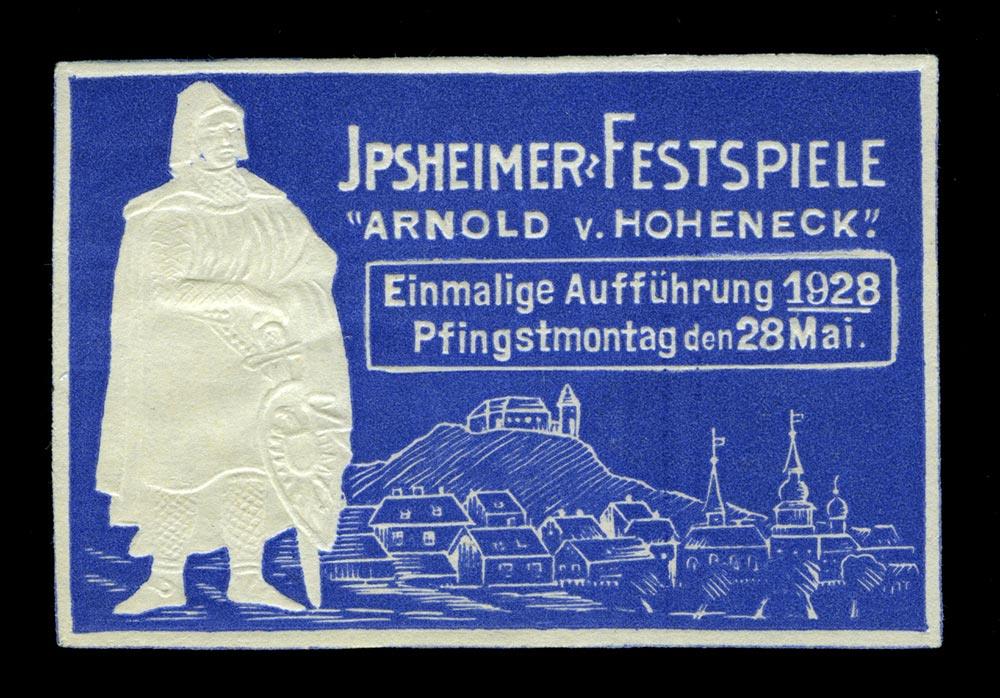 JPSHEIMER-FESTSPIELE
"ARNOLD v. HOHENECK".
Einmalige Aufführung 1928
Pfingstmontag den 28 Mai.